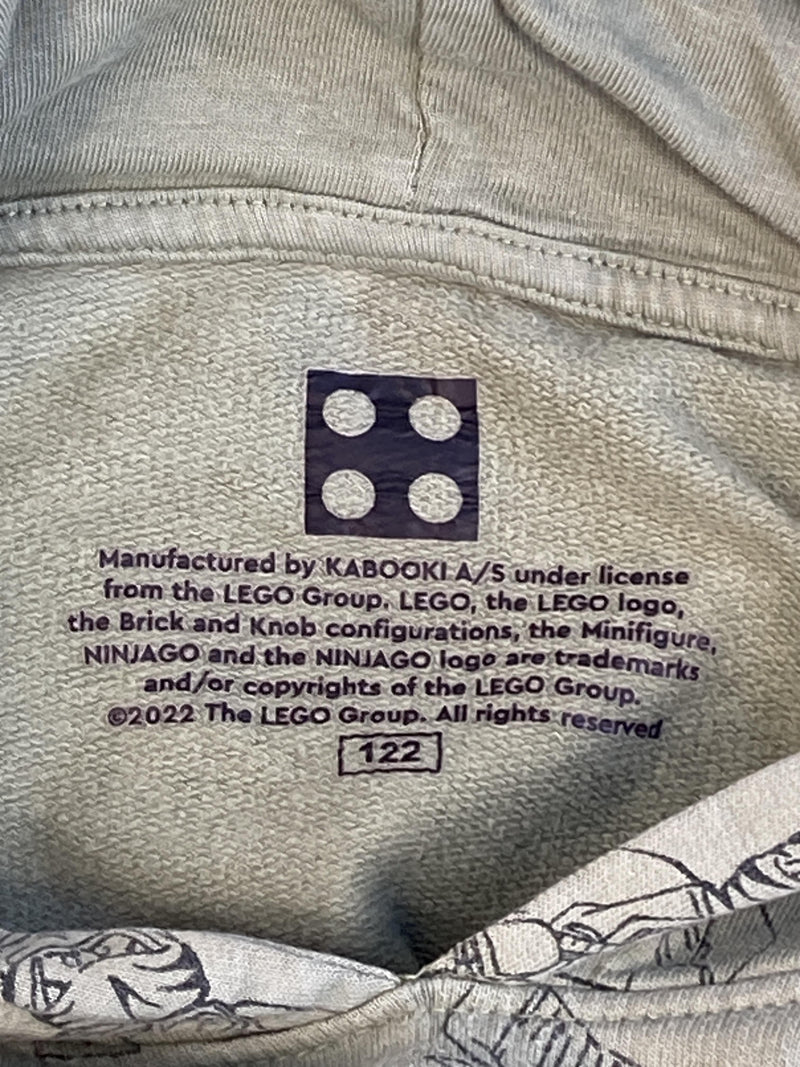 Manufactured by KABOOKI A/S under license
from the LEGO Group. LEGO, the LEGO logo,
the Brick and Knob configurations, the Minifigure,
NINJAGO and the NINJAGO logo are trademarks
and/or copyrights of the LEGO Group.
©2022 The LEGO Group. All rights reserved
122